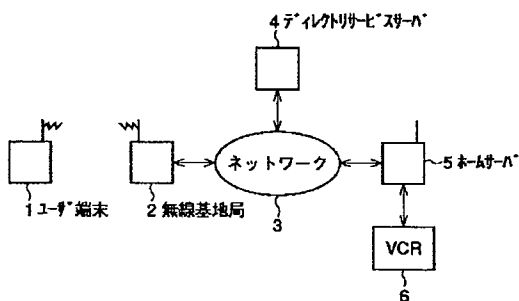 4 ディレクトリサービスサーバ
ネットワーク
5 ホームサーバ
1 ユーザ端末
2 無線基地局
3
VCR
6